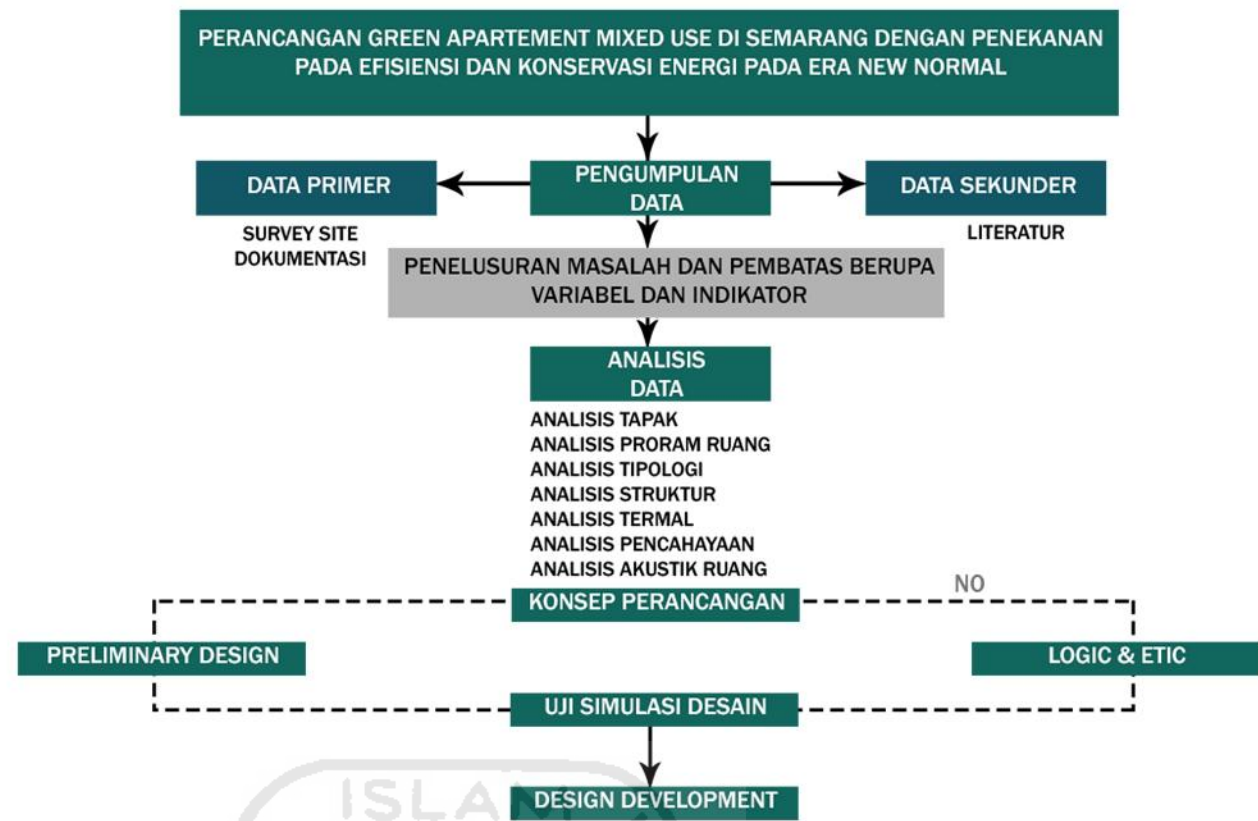 PERANCANGAN GREEN APARTEMENT MIXED USE DI SEMARANG DENGAN PENEKANAN
PADA EFISIENSI DAN KONSERVASI ENERGI PADA ERA NEW NORMAL
DATA PRIMER
PENGUMPULAN
DATA
DATA SEKUNDER
SURVEY SITE
DOKUMENTASI
LITERATUR
PENELUSURAN MASALAH DAN PEMBATAS BERUPA
VARIABEL DAN INDIKATOR
ANALISIS
DATA
ANALISIS TAPAK
ANALISIS PRORAM RUANG
ANALISIS TIPOLOGI
ANALISIS STRUKTUR
ANALISIS TERMAL
ANALISIS PENCAHAYAAN
ANALISIS AKUSTIK RUANG
NO
KONSEP PERANCANGAN
PRELIMINARY DESIGN
LOGIC & ETIC
UJI SIMULASI DESAIN
ISLAM
DESIGN DEVELOPMENT